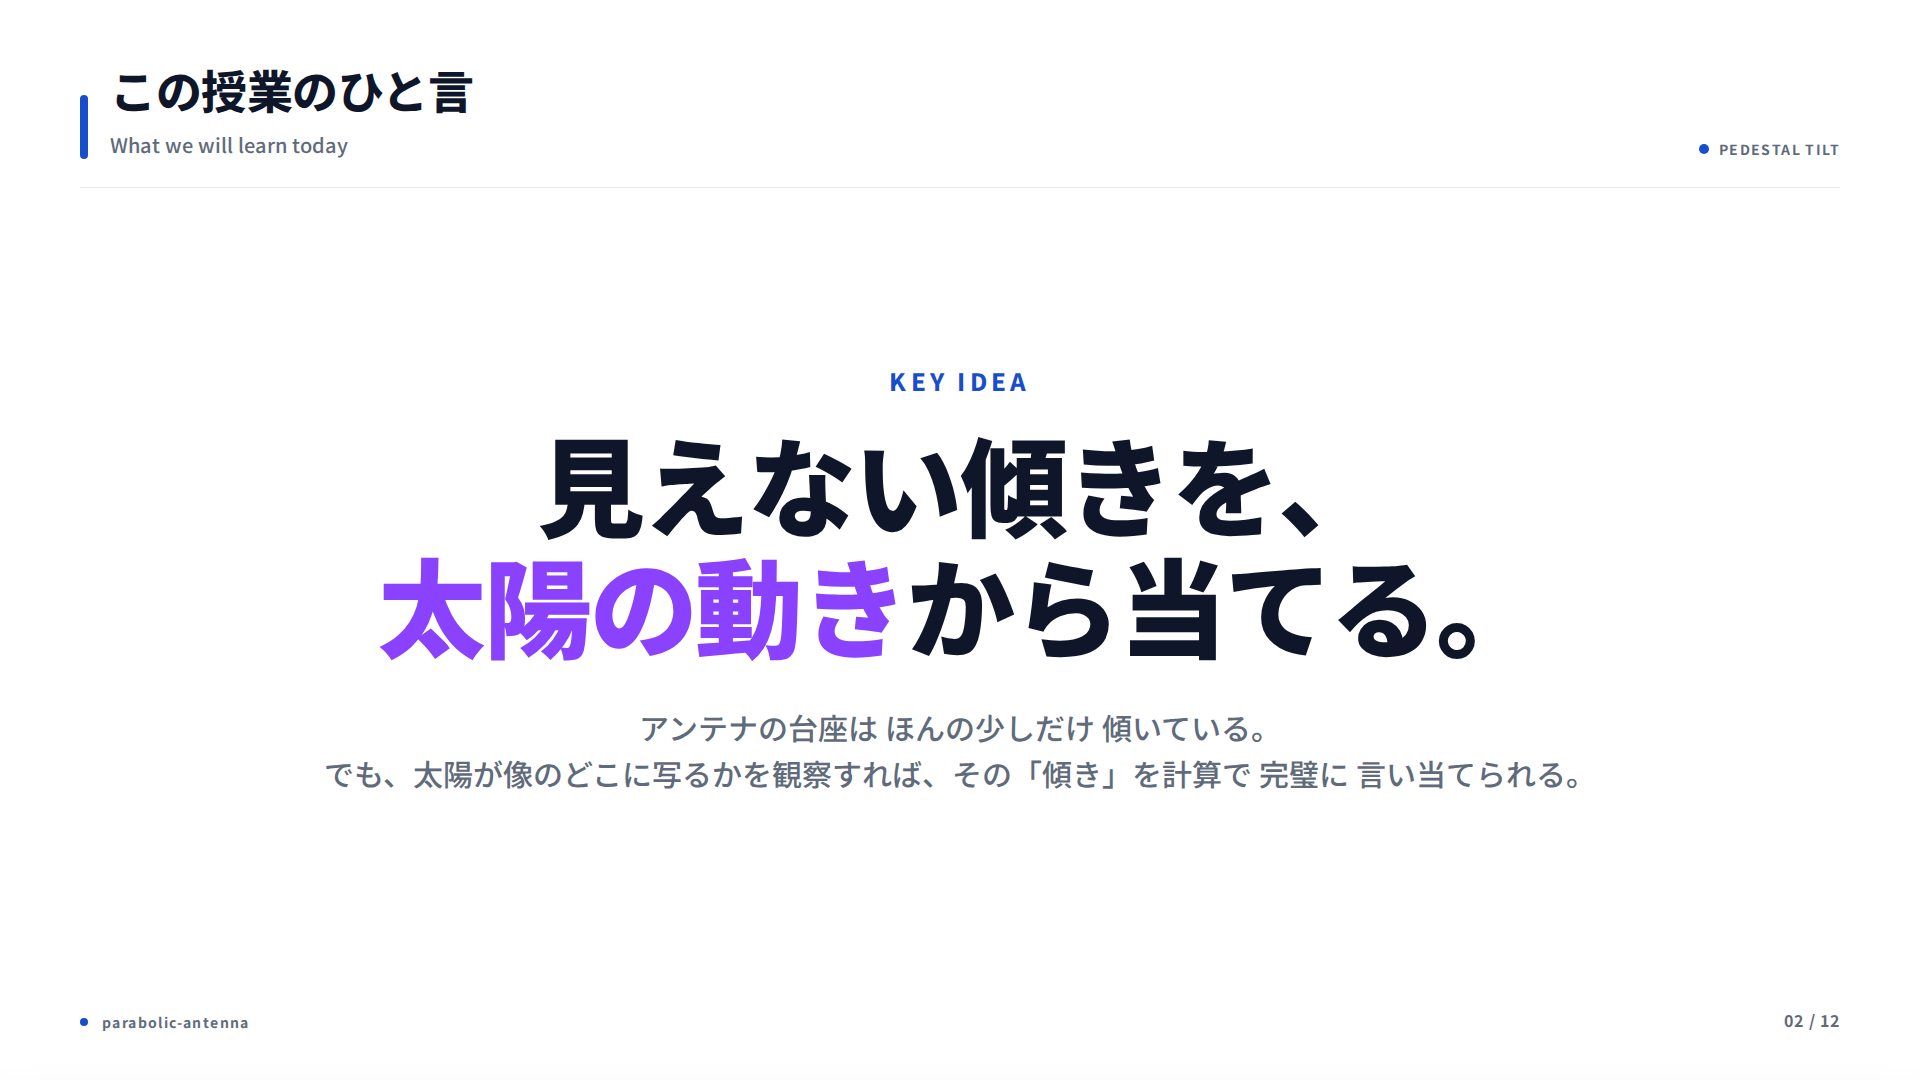 この授業のひと言
What we will learn today
PEDESTAL TILT
KEY IDEA
見えない傾きを、
太陽の動きから当てる。
アンテナの台座は ほんの少しだけ 傾いている。
でも、太陽が像のどこに写るかを観察すれば、その「傾き」を計算で 完璧に 言い当てられる。
parabolic-antenna
02 / 12